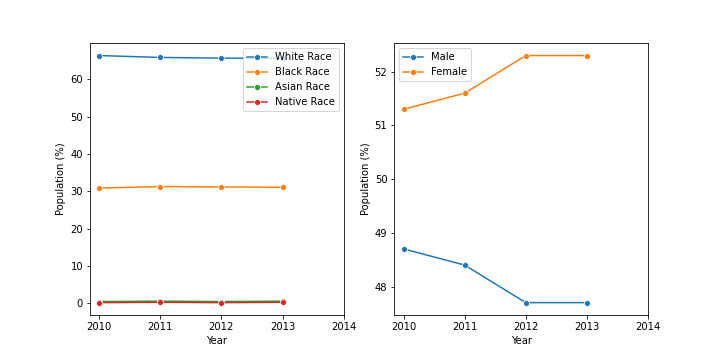 White Race
Black Race
Asian Race
Native Race
60
50
40
30
20
10
0
Population (%)
2010 2011 2012 2013 2014
Year
Male
Female
52
51
50
49
48
Population (%)
2010 2011 2012 2013 2014
Year